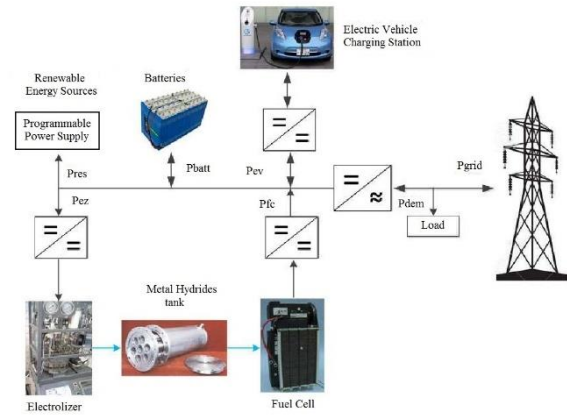 Electric Vehicle
Charging Station
Renewable
Energy Sources
Batteries
Programmable
Power Supply
Pres
Pbatt
Pev
Pgrid
Pez
Pfc
Pdem
Load
Metal Hydrides
tank
Electrolizer
Fuel Cell